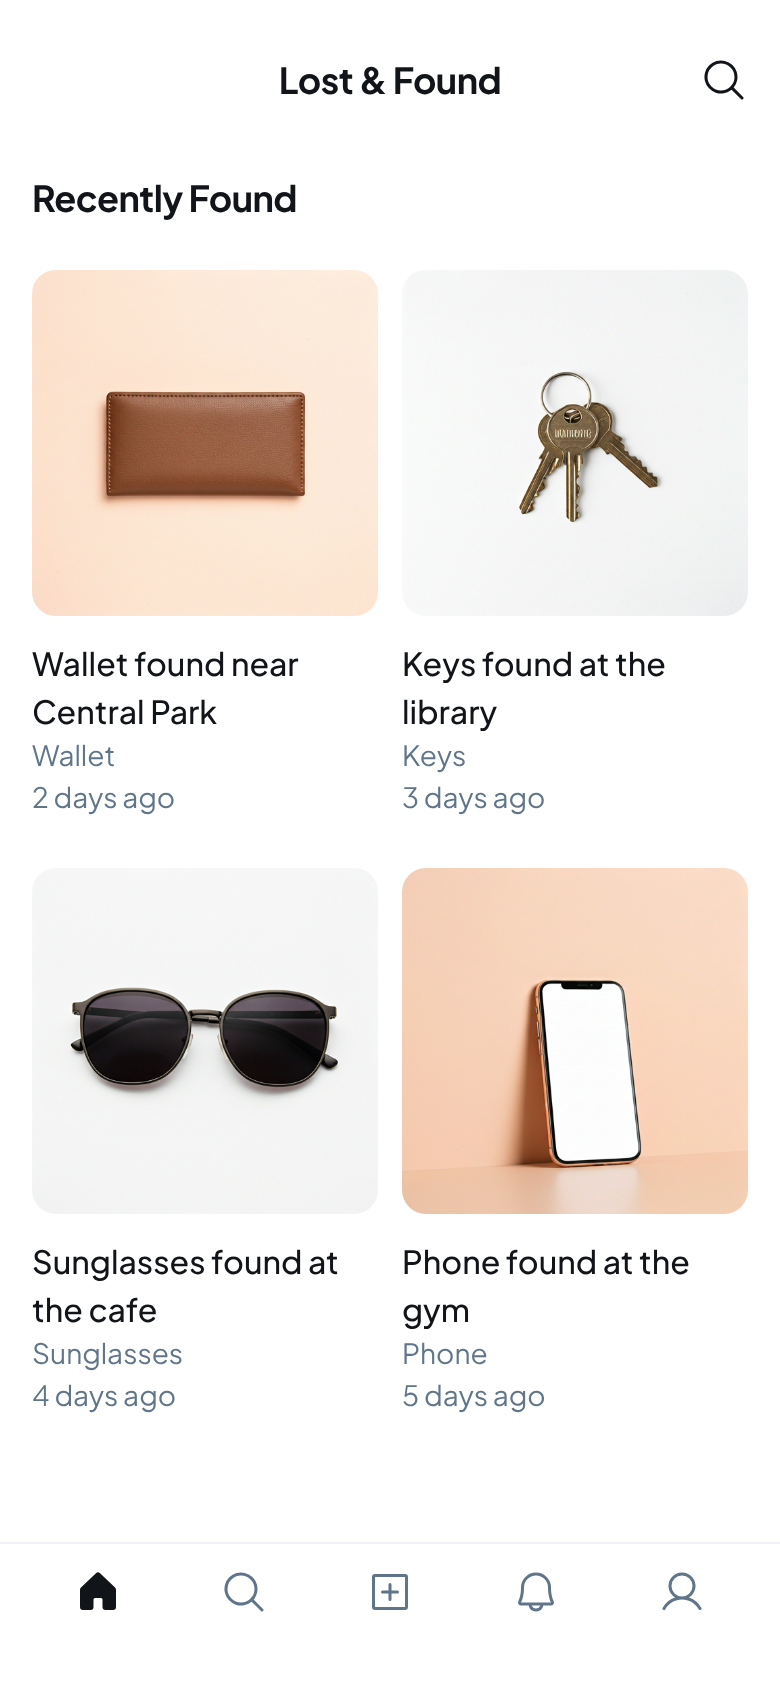 Lost & Found
Recently Found
Wallet found near
Central Park
Wallet
2 days ago
Keys found at the
library
Keys
3 days ago
Sunglasses found at
the cafe
Sunglasses
4 days ago
Phone found at the
gym
Phone
5 days ago